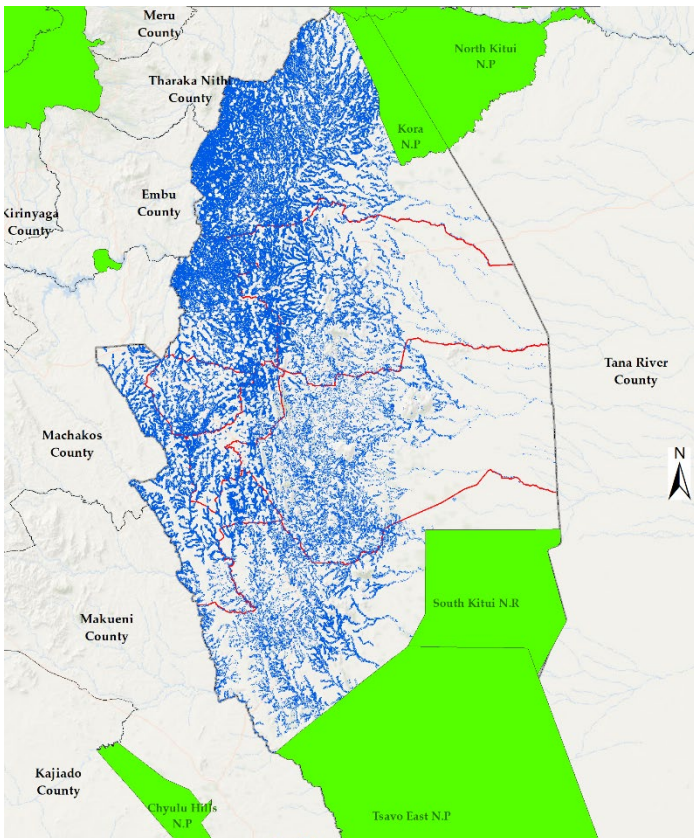 Meru
County
North Kitui
N.P
Tharaka Nithi
County
Kora
N.P
Embu
County
Kirinyaga
County
Tana River
County
Machakos
County
N
South Kitui N.R
Makueni
County
Kajiado
County
Chyulu Hills
N.P
Tsavo East N.P